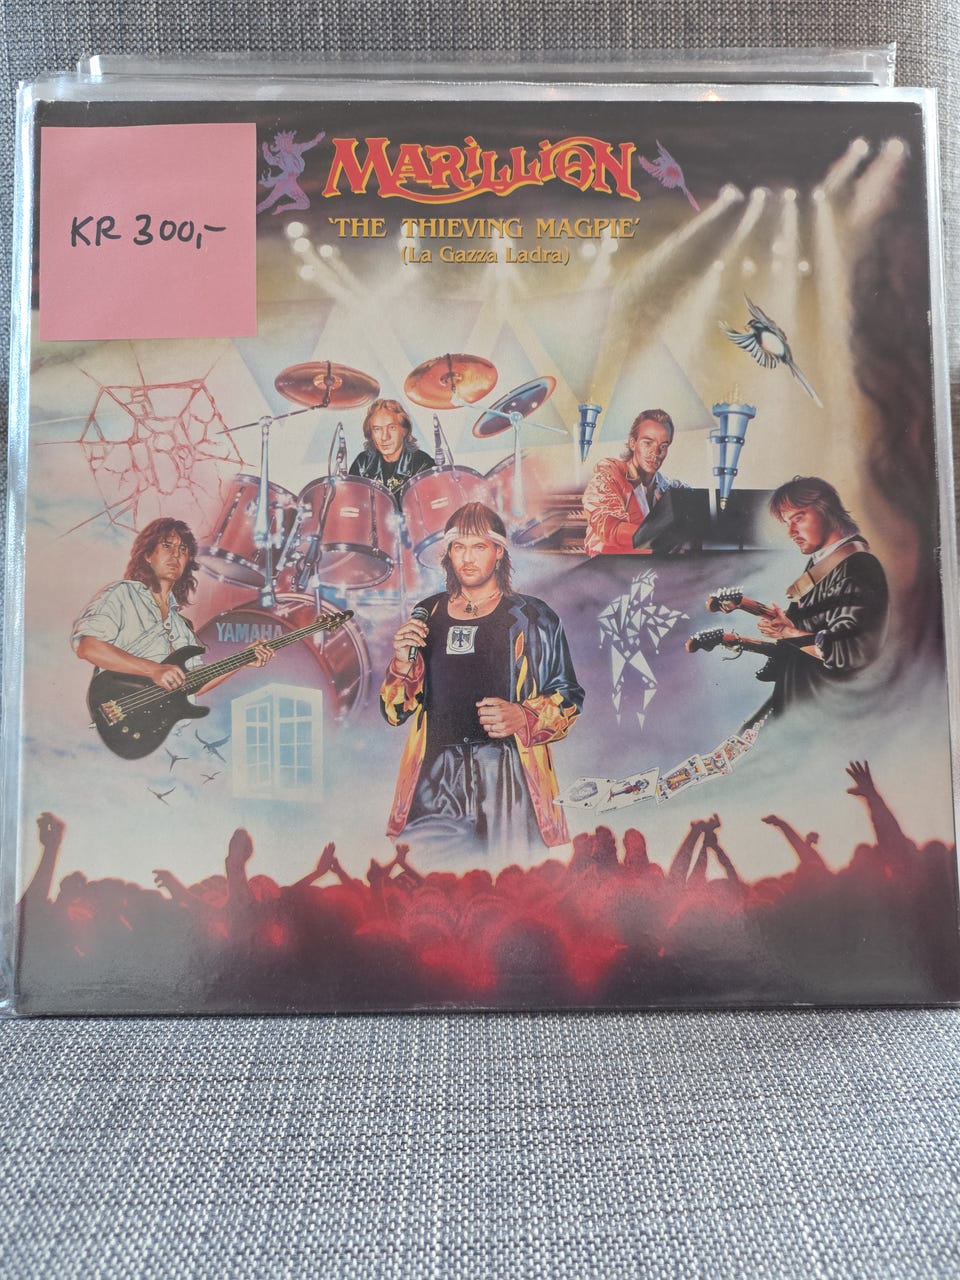 KR 300,-
MARILLION
'THE THIEVING MAGPIE'
(La Gazza Ladra)
YAMAHA